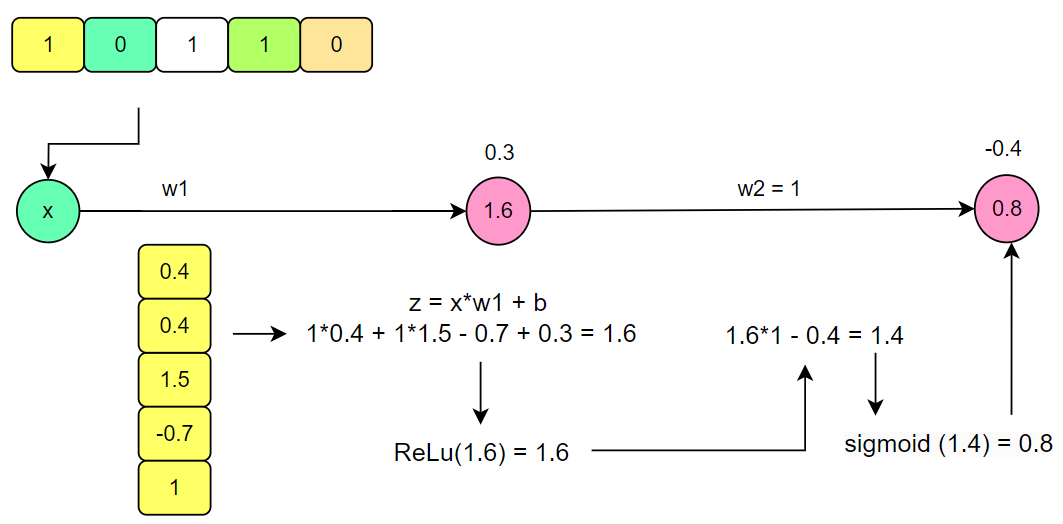 1 0 1 1 0
0.3
-0.4
w1
w2 = 1
x
1.6
0.8
0.4
0.4
1.5
-0.7
1
z = x*w1 + b
1*0.4 + 1*1.5 - 0.7 + 0.3 = 1.6
1.6*1 - 0.4 = 1.4
ReLu(1.6) = 1.6
sigmoid (1.4) = 0.8